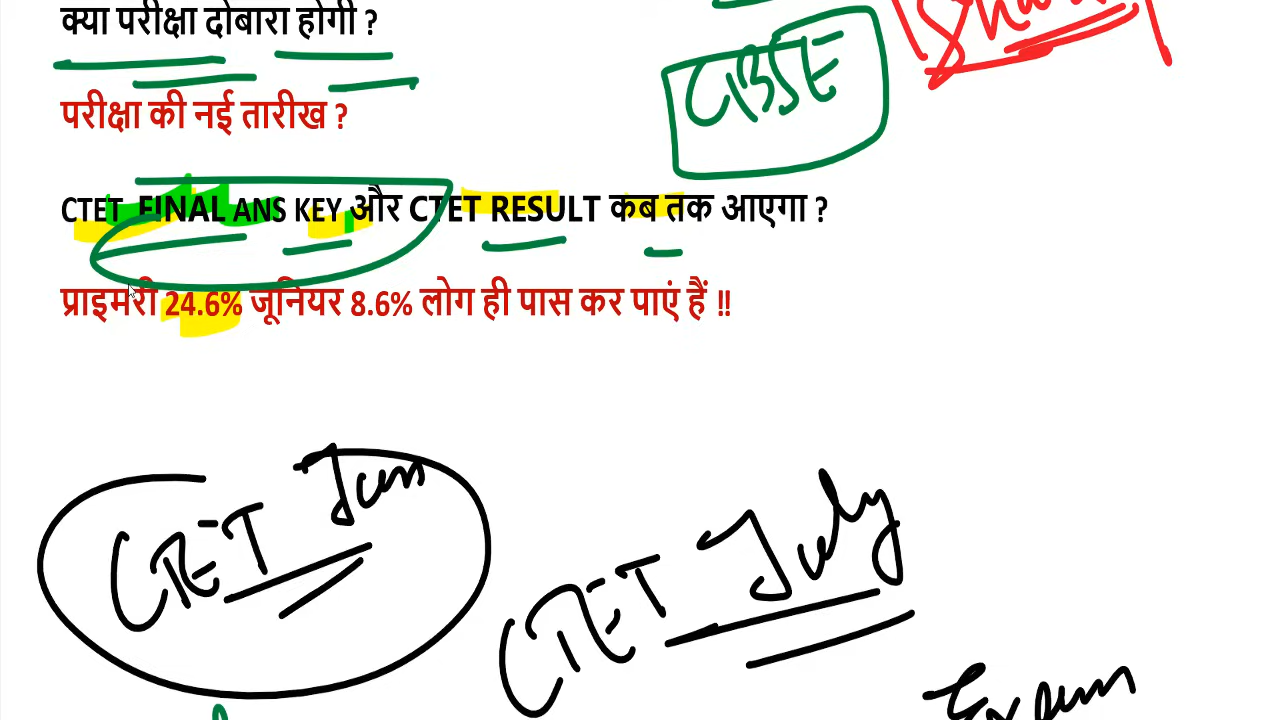 क्या परीक्षा दोबारा होगी ?
CBSE
परीक्षा की नई तारीख ?
CTET FINAL ANS KEY और CTET RESULT कब तक आएगा ?
प्राइमरी 24.6% जूनियर 8.6% लोग ही पास कर पाएं हैं !!
CTET Jan
CTET July
Exam